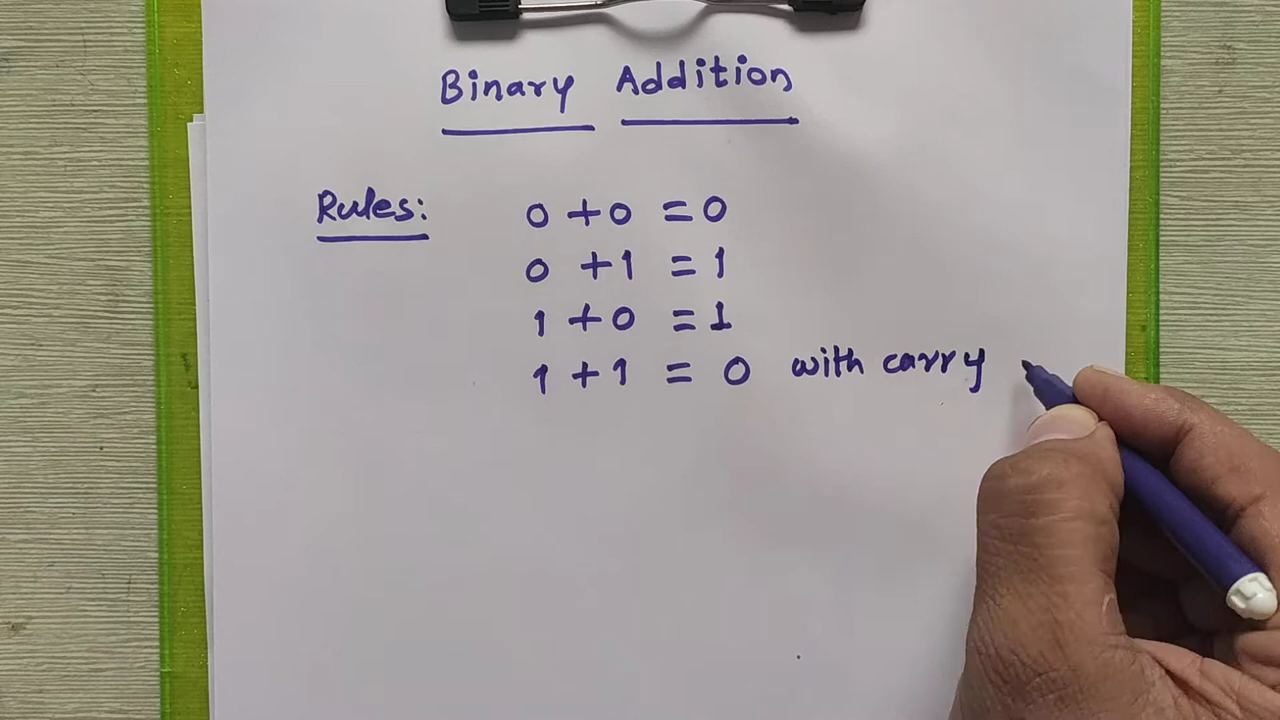 Binary Addition
Rules: 0 + 0 = 0
0 + 1 = 1
1 + 0 = 1
1 + 1 = 0 with carry